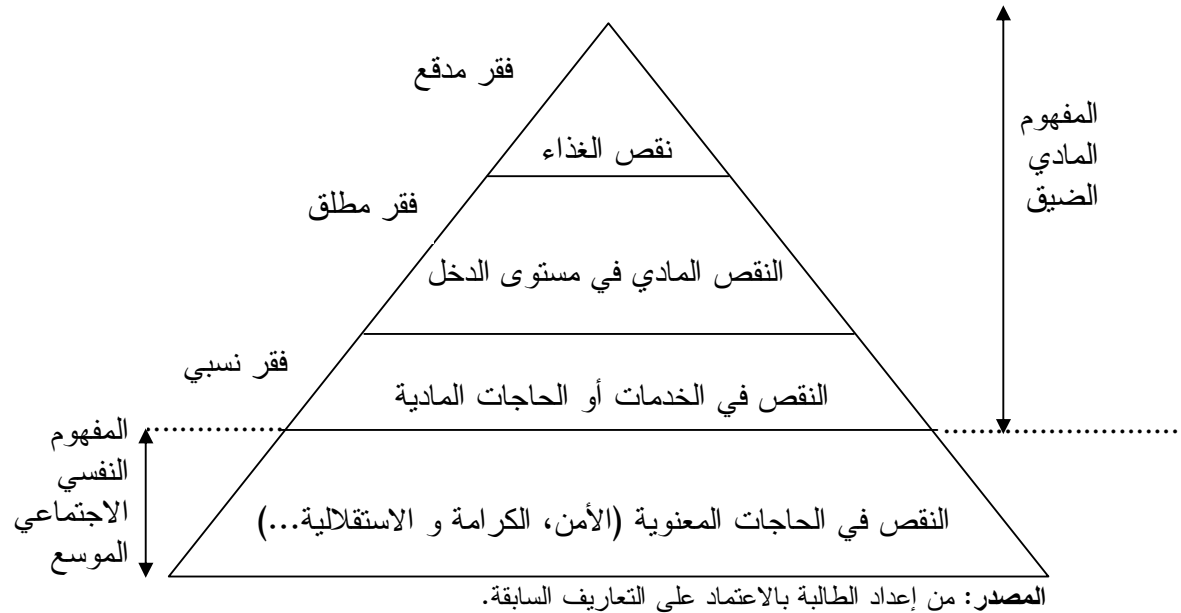 فقر مدقع
نقص الغذاء
المفهوم
المادي
الضيق
فقر مطلق
النقص المادي في مستوى الدخل
فقر نسبي
النقص في الخدمات أو الحاجات المادية
المفهوم
النفسي
الاجتماعي
الموسع
النقص في الحاجات المعنوية (الأمن، الكرامة و الاستقلالية...)
المصدر: من إعداد الطالبة بالاعتماد على التعاريف السابقة.